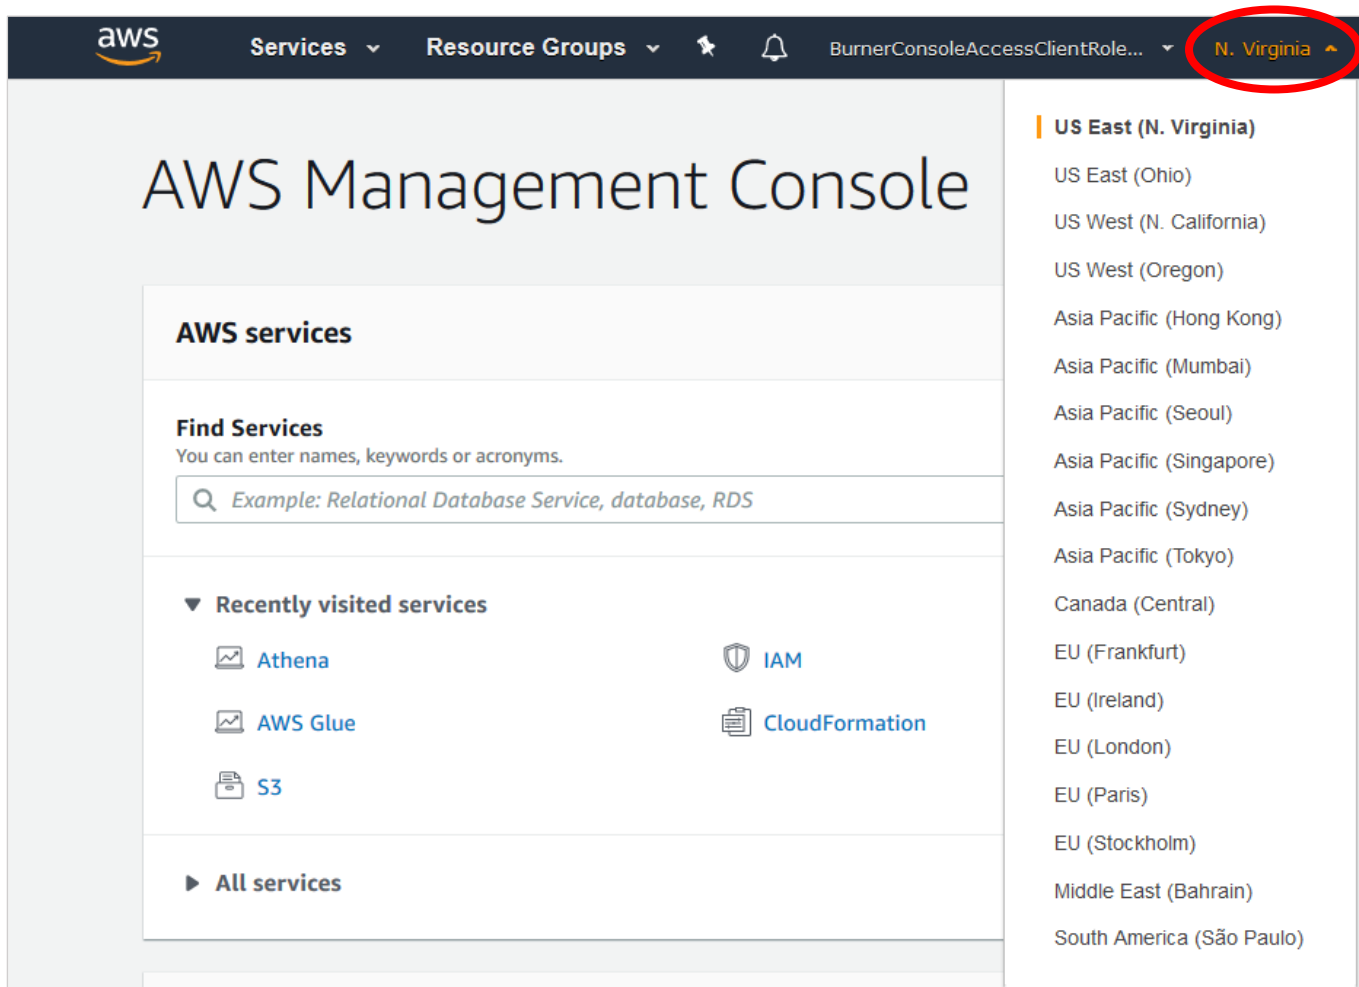 aws Services Resource Groups BurnerConsoleAccessClientRole... N. Virginia
AWS Management Console
AWS services
Find Services
You can enter names, keywords or acronyms.
Example: Relational Database Service, database, RDS
Recently visited services
Athena
IAM
AWS Glue
CloudFormation
S3
All services
US East (N. Virginia)
US East (Ohio)
US West (N. California)
US West (Oregon)
Asia Pacific (Hong Kong)
Asia Pacific (Mumbai)
Asia Pacific (Seoul)
Asia Pacific (Singapore)
Asia Pacific (Sydney)
Asia Pacific (Tokyo)
Canada (Central)
EU (Frankfurt)
EU (Ireland)
EU (London)
EU (Paris)
EU (Stockholm)
Middle East (Bahrain)
South America (São Paulo)